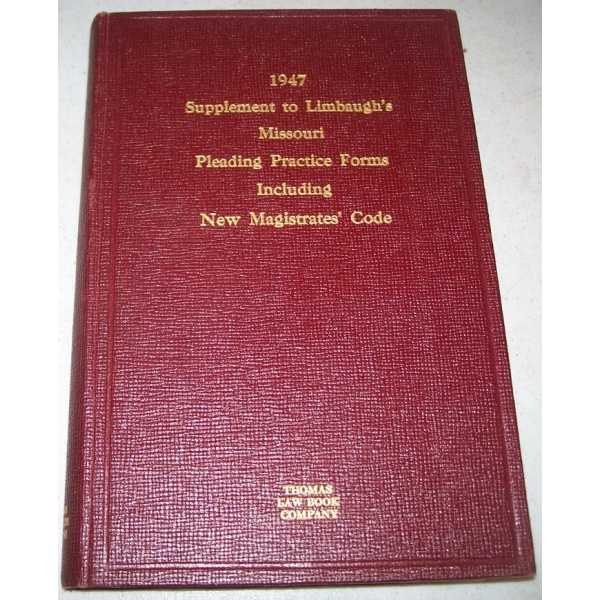 1947
Supplement to Limbaugh's
Missouri
Pleading Practice Forms
Including
New Magistrates' Code
THOMAS
LAW BOOK
COMPANY